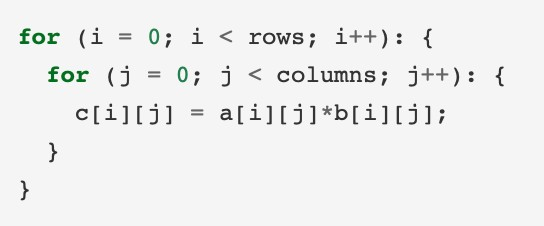 for (i = 0; i < rows; i++): {
  for (j = 0; j < columns; j++): {
    c[i][j] = a[i][j]*b[i][j];
  }
}